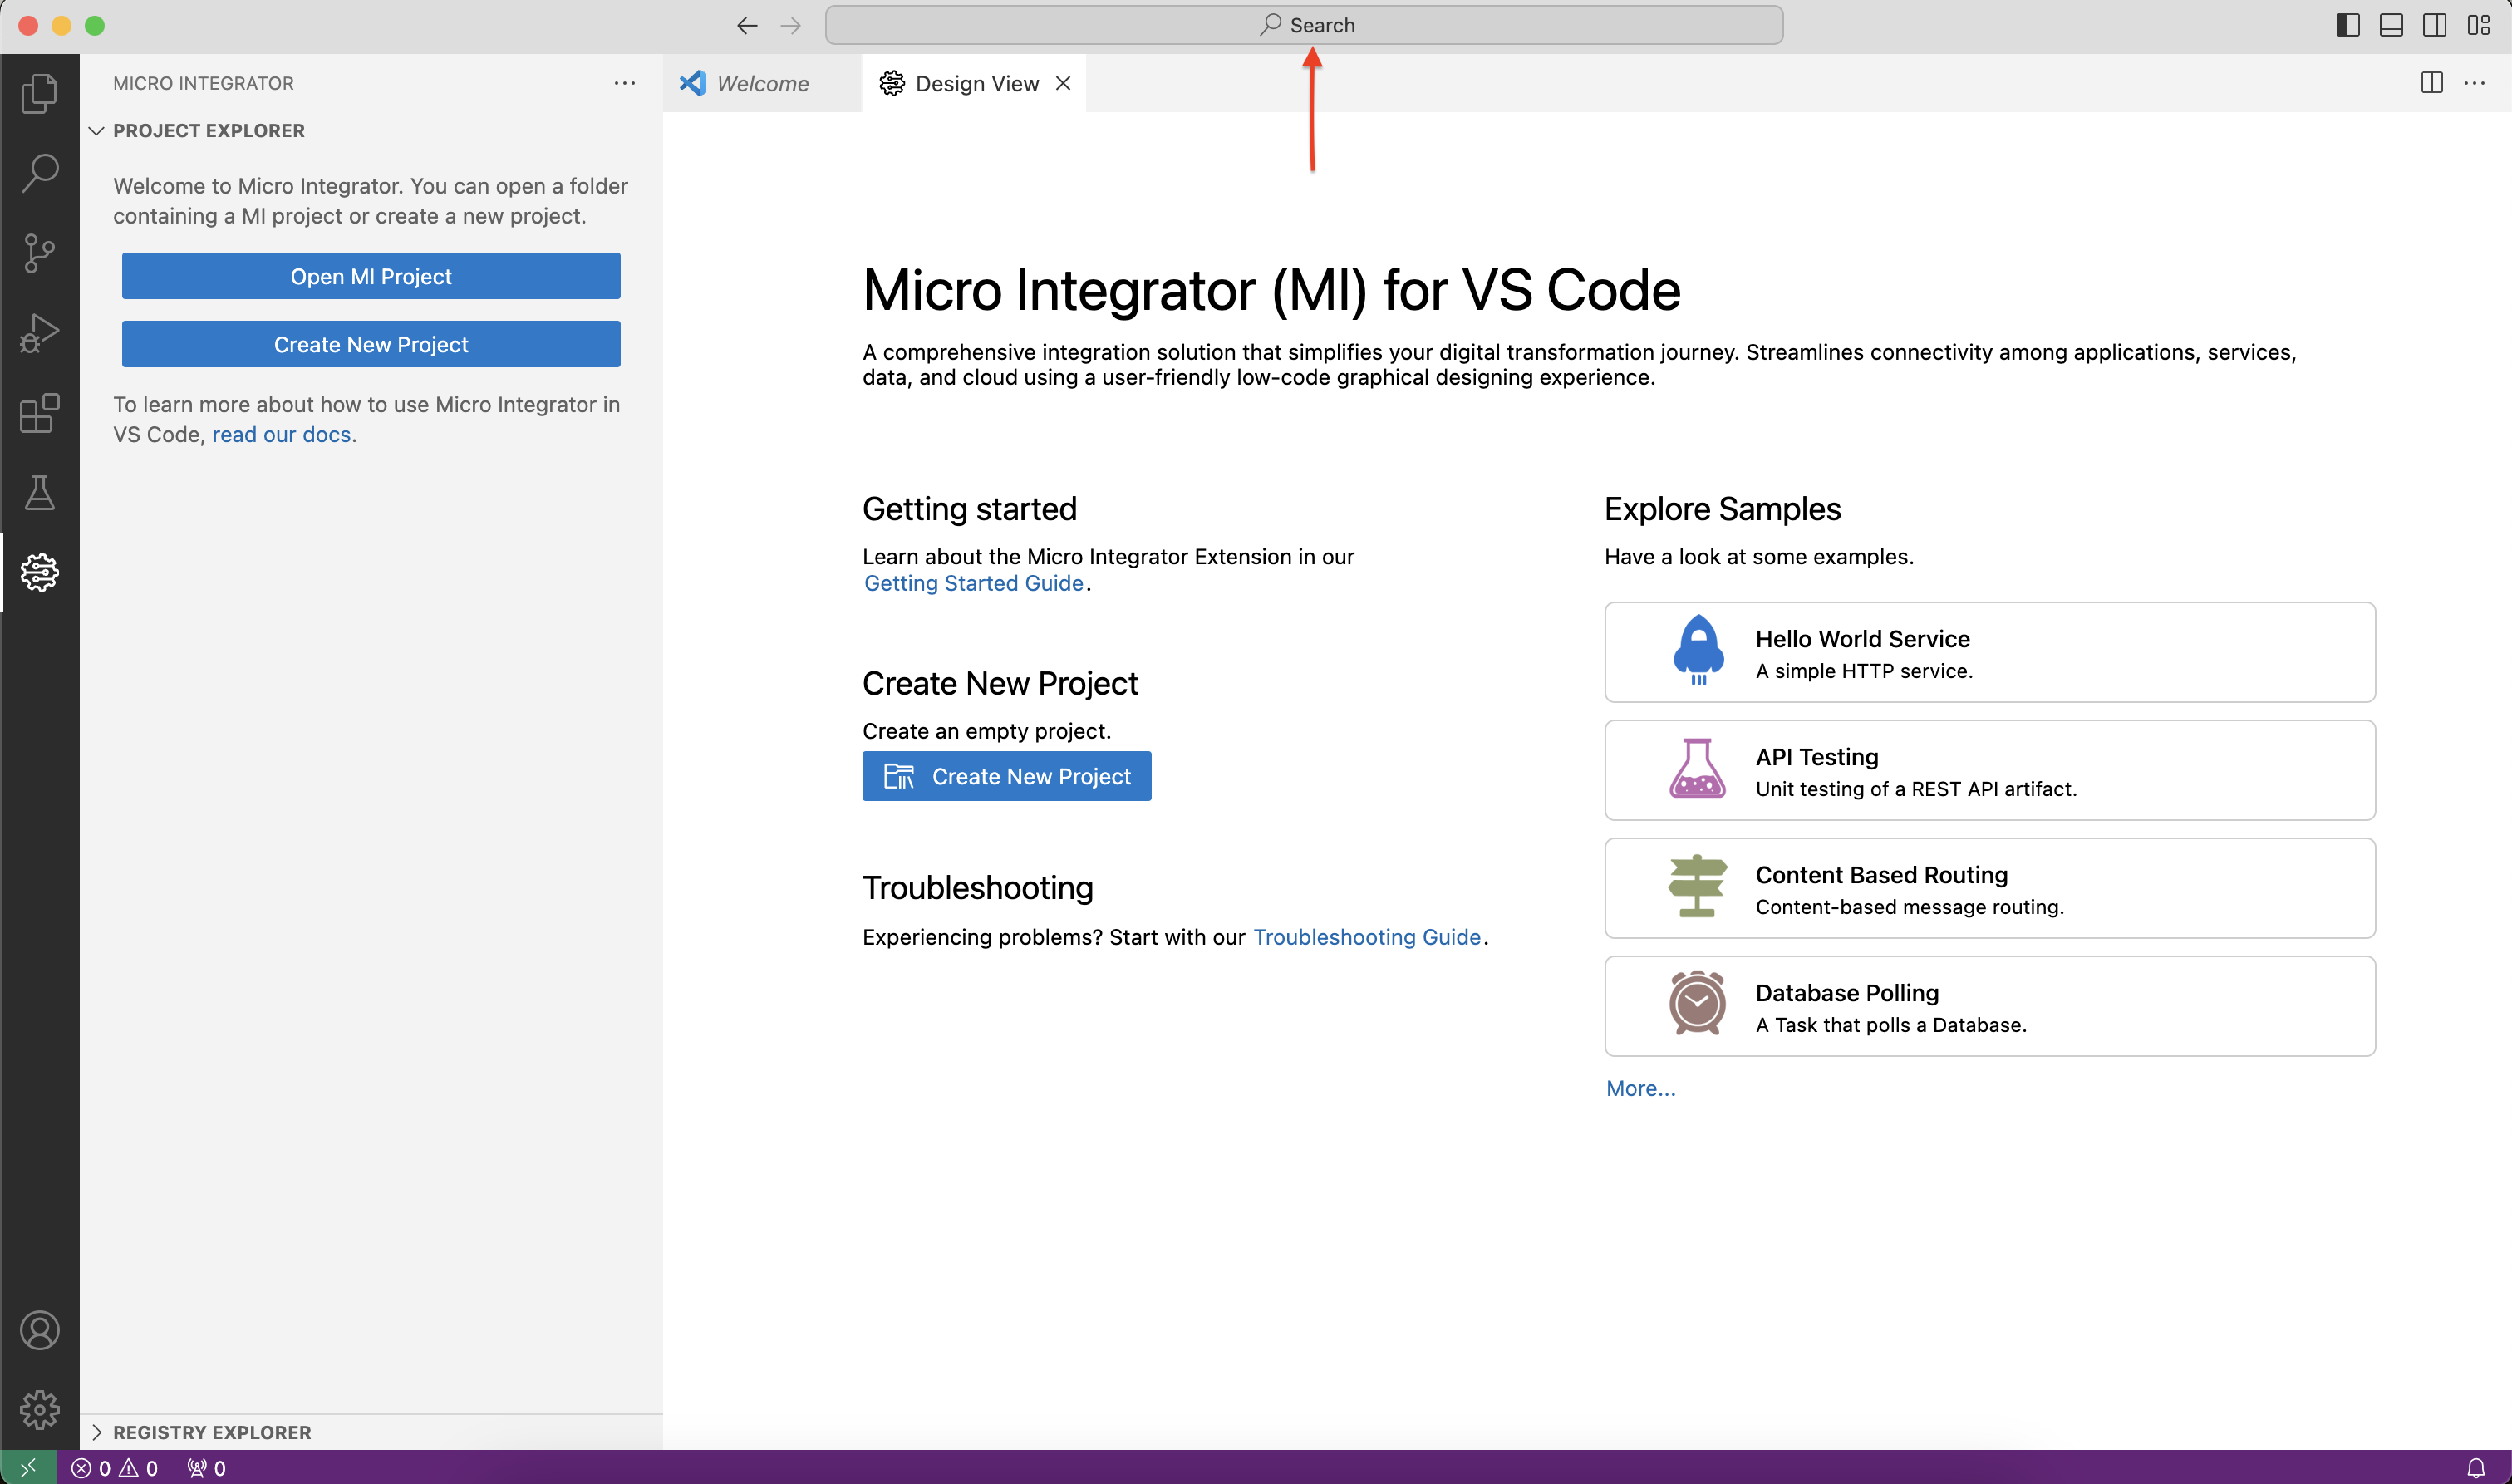 Search
MICRO INTEGRATOR
Welcome
Design View
PROJECT EXPLORER
Welcome to Micro Integrator. You can open a folder
containing a MI project or create a new project.
Open MI Project
Create New Project
To learn more about how to use Micro Integrator in
VS Code, read our docs.
Micro Integrator (MI) for VS Code
A comprehensive integration solution that simplifies your digital transformation journey. Streamlines connectivity among applications, services,
data, and cloud using a user-friendly low-code graphical designing experience.
Getting started
Learn about the Micro Integrator Extension in our
Getting Started Guide.
Create New Project
Create an empty project.
Create New Project
Troubleshooting
Experiencing problems? Start with our Troubleshooting Guide.
Explore Samples
Have a look at some examples.
Hello World Service
A simple HTTP service.
API Testing
Unit testing of a REST API artifact.
Content Based Routing
Content-based message routing.
Database Polling
A Task that polls a Database.
More...
REGISTRY EXPLORER
0 0 0